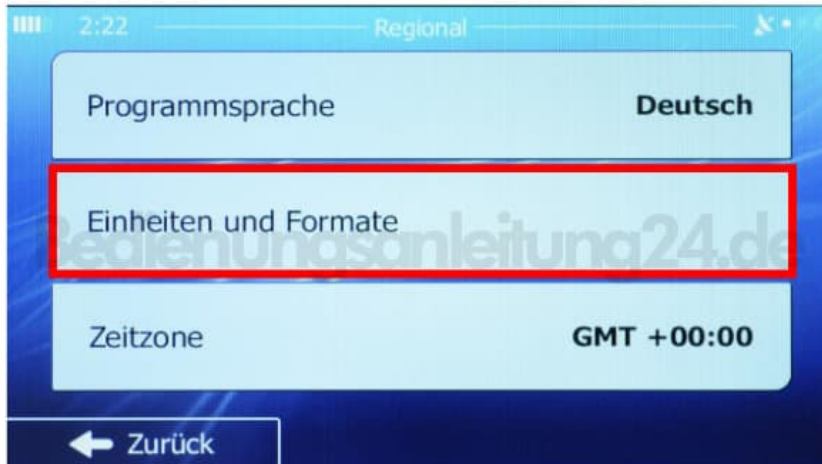 2:22 Regional
Programmsprache Deutsch
Einheiten und Formate
Bedienungsanleitung24.de
Zeitzone GMT +00:00
Zurück